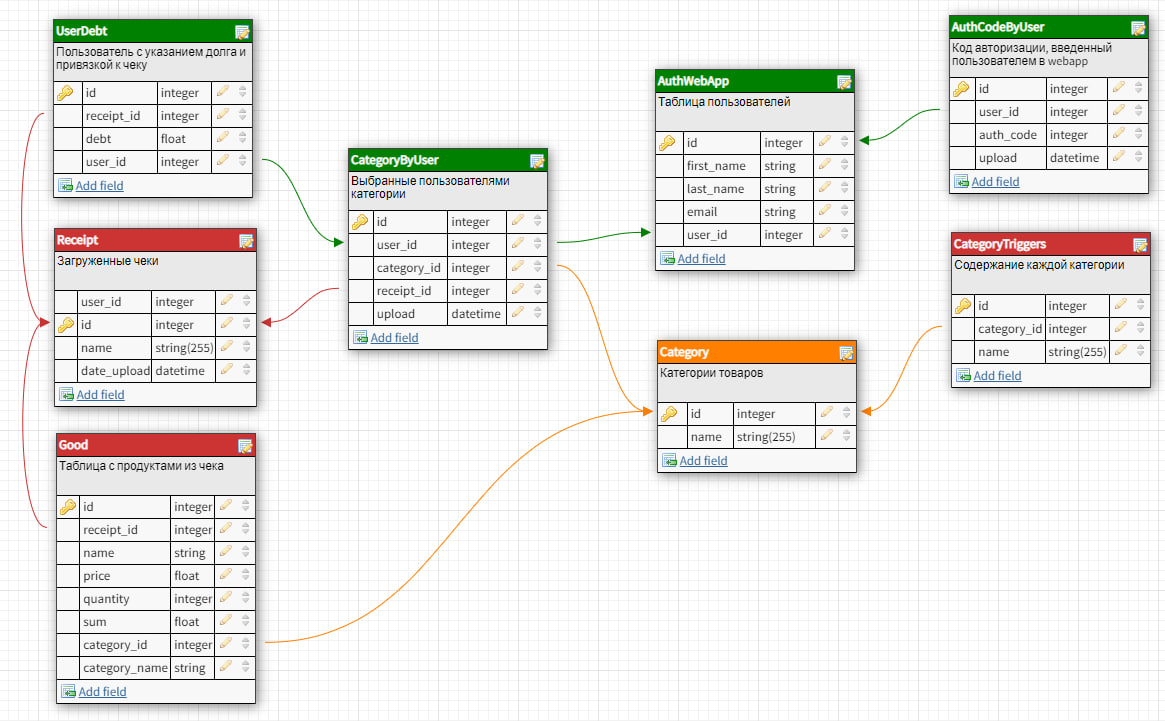 UserDebt
Пользователь с указанием долга и
привязкой к чеку
id integer
receipt_id integer
debt float
user_id integer
Add field
Receipt
Загруженные чеки
user_id integer
id integer
name string(255)
date_upload datetime
Add field
Good
Таблица с продуктами из чека
id integer
receipt_id integer
name string
price float
quantity integer
sum float
category_id integer
category_name string
Add field
CategoryByUser
Выбранные пользователями
категории
id integer
user_id integer
category_id integer
receipt_id integer
upload datetime
Add field
AuthWebApp
Таблица пользователей
id integer
first_name string
last_name string
email string
user_id integer
Add field
Category
Категории товаров
id integer
name string(255)
Add field
AuthCodeByUser
Код авторизации, введенный
пользователем в webapp
id integer
user_id integer
auth_code integer
upload datetime
Add field
CategoryTriggers
Содержание каждой категории
id integer
category_id integer
name string(255)
Add field